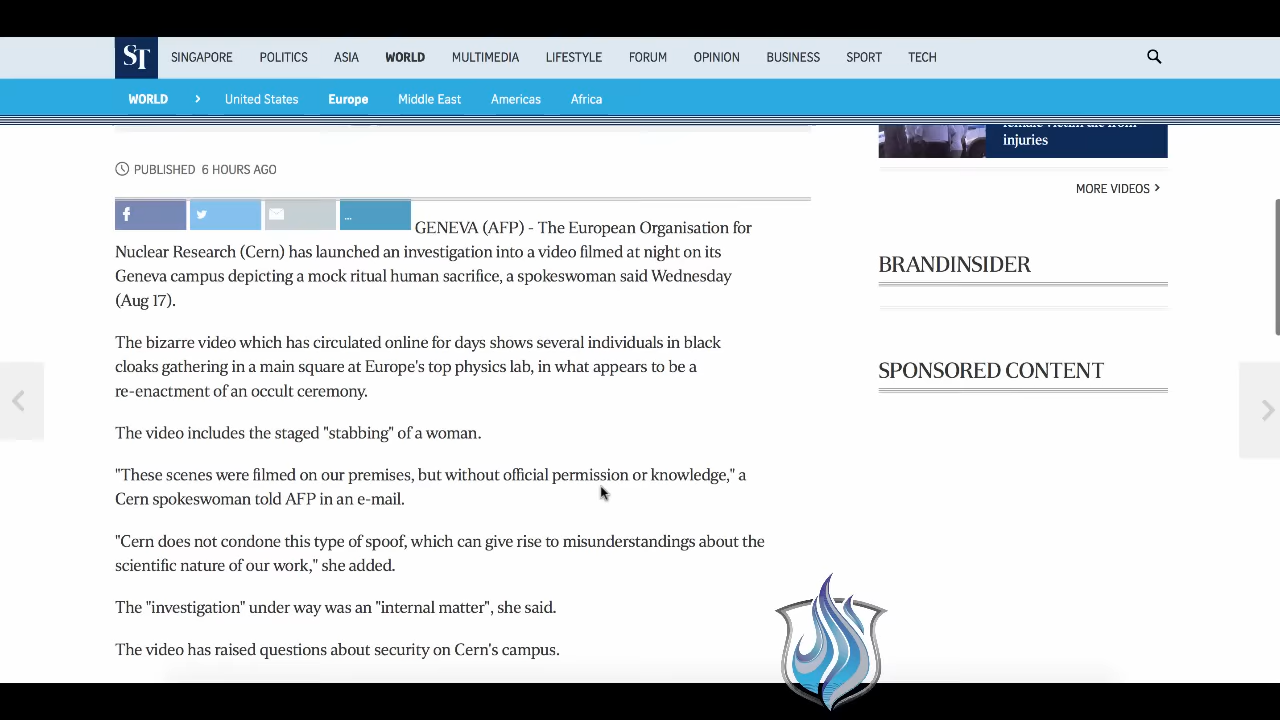 ST SINGAPORE POLITICS ASIA WORLD MULTIMEDIA LIFESTYLE FORUM OPINION BUSINESS SPORT TECH
WORLD > United States Europe Middle East Americas Africa
injuries
MORE VIDEOS >
PUBLISHED 6 HOURS AGO
f ... GENEVA (AFP) - The European Organisation for
Nuclear Research (Cern) has launched an investigation into a video filmed at night on its
Geneva campus depicting a mock ritual human sacrifice, a spokeswoman said Wednesday
(Aug 17).
The bizarre video which has circulated online for days shows several individuals in black
cloaks gathering in a main square at Europe's top physics lab, in what appears to be a
re-enactment of an occult ceremony.
The video includes the staged "stabbing" of a woman.
"These scenes were filmed on our premises, but without official permission or knowledge," a
Cern spokeswoman told AFP in an e-mail.
"Cern does not condone this type of spoof, which can give rise to misunderstandings about the
scientific nature of our work," she added.
The "investigation" under way was an "internal matter", she said.
The video has raised questions about security on Cern's campus.
BRANDINSIDER
SPONSORED CONTENT